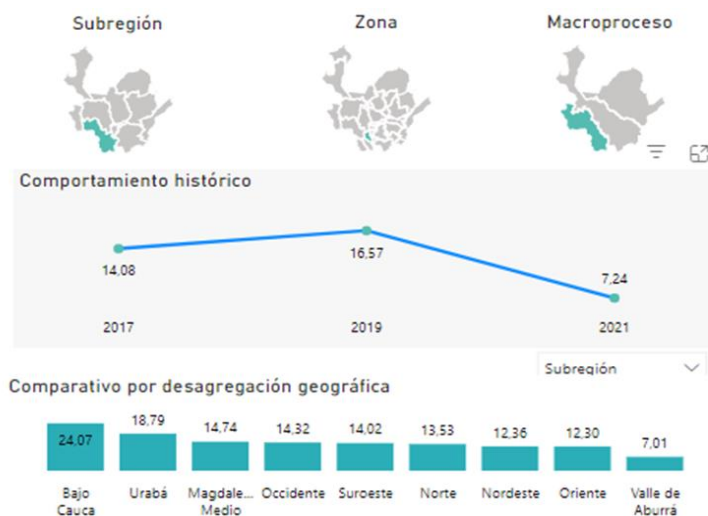 Subregión Zona Macroproceso
Comportamiento histórico
14,08 16,57 7,24
2017 2019 2021
Subregión
Comparativo por desagregación geográfica
24,07 18,79 14,74 14,32 14,02 13,53 12,36 12,30 7,01
Bajo Urabá Magdale... Occidente Suroeste Norte Nordeste Oriente Valle de
Cauca Medio Aburrá